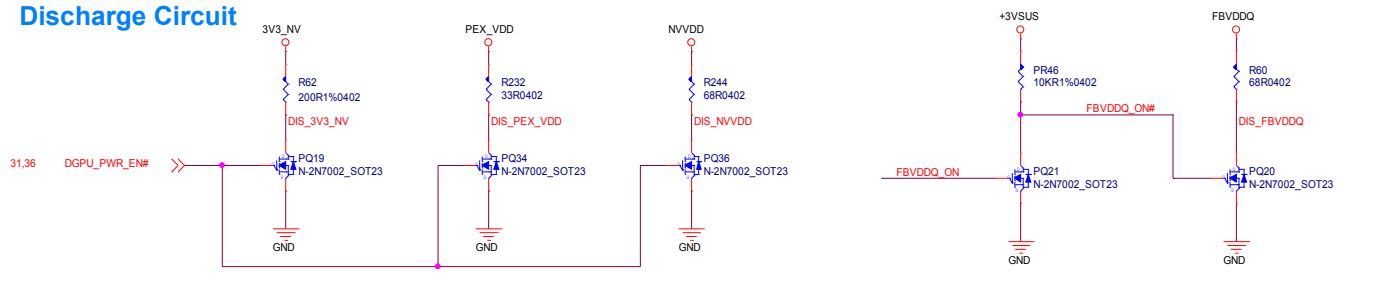 Discharge Circuit
3V3_NV
PEX_VDD
NVVDD
+3VSUS
FBVDDQ
R62
200R1%0402
R232
33R0402
R244
68R0402
PR46
10KR1%0402
R60
68R0402
FBVDDQ_ON#
DIS_3V3_NV
DIS_PEX_VDD
DIS_NVVDD
DIS_FBVDDQ
31,36 DGPU_PWR_EN#
PQ19
N-2N7002_SOT23
PQ34
N-2N7002_SOT23
PQ36
N-2N7002_SOT23
FBVDDQ_ON
PQ21
N-2N7002_SOT23
PQ20
N-2N7002_SOT23
GND
GND
GND
GND
GND